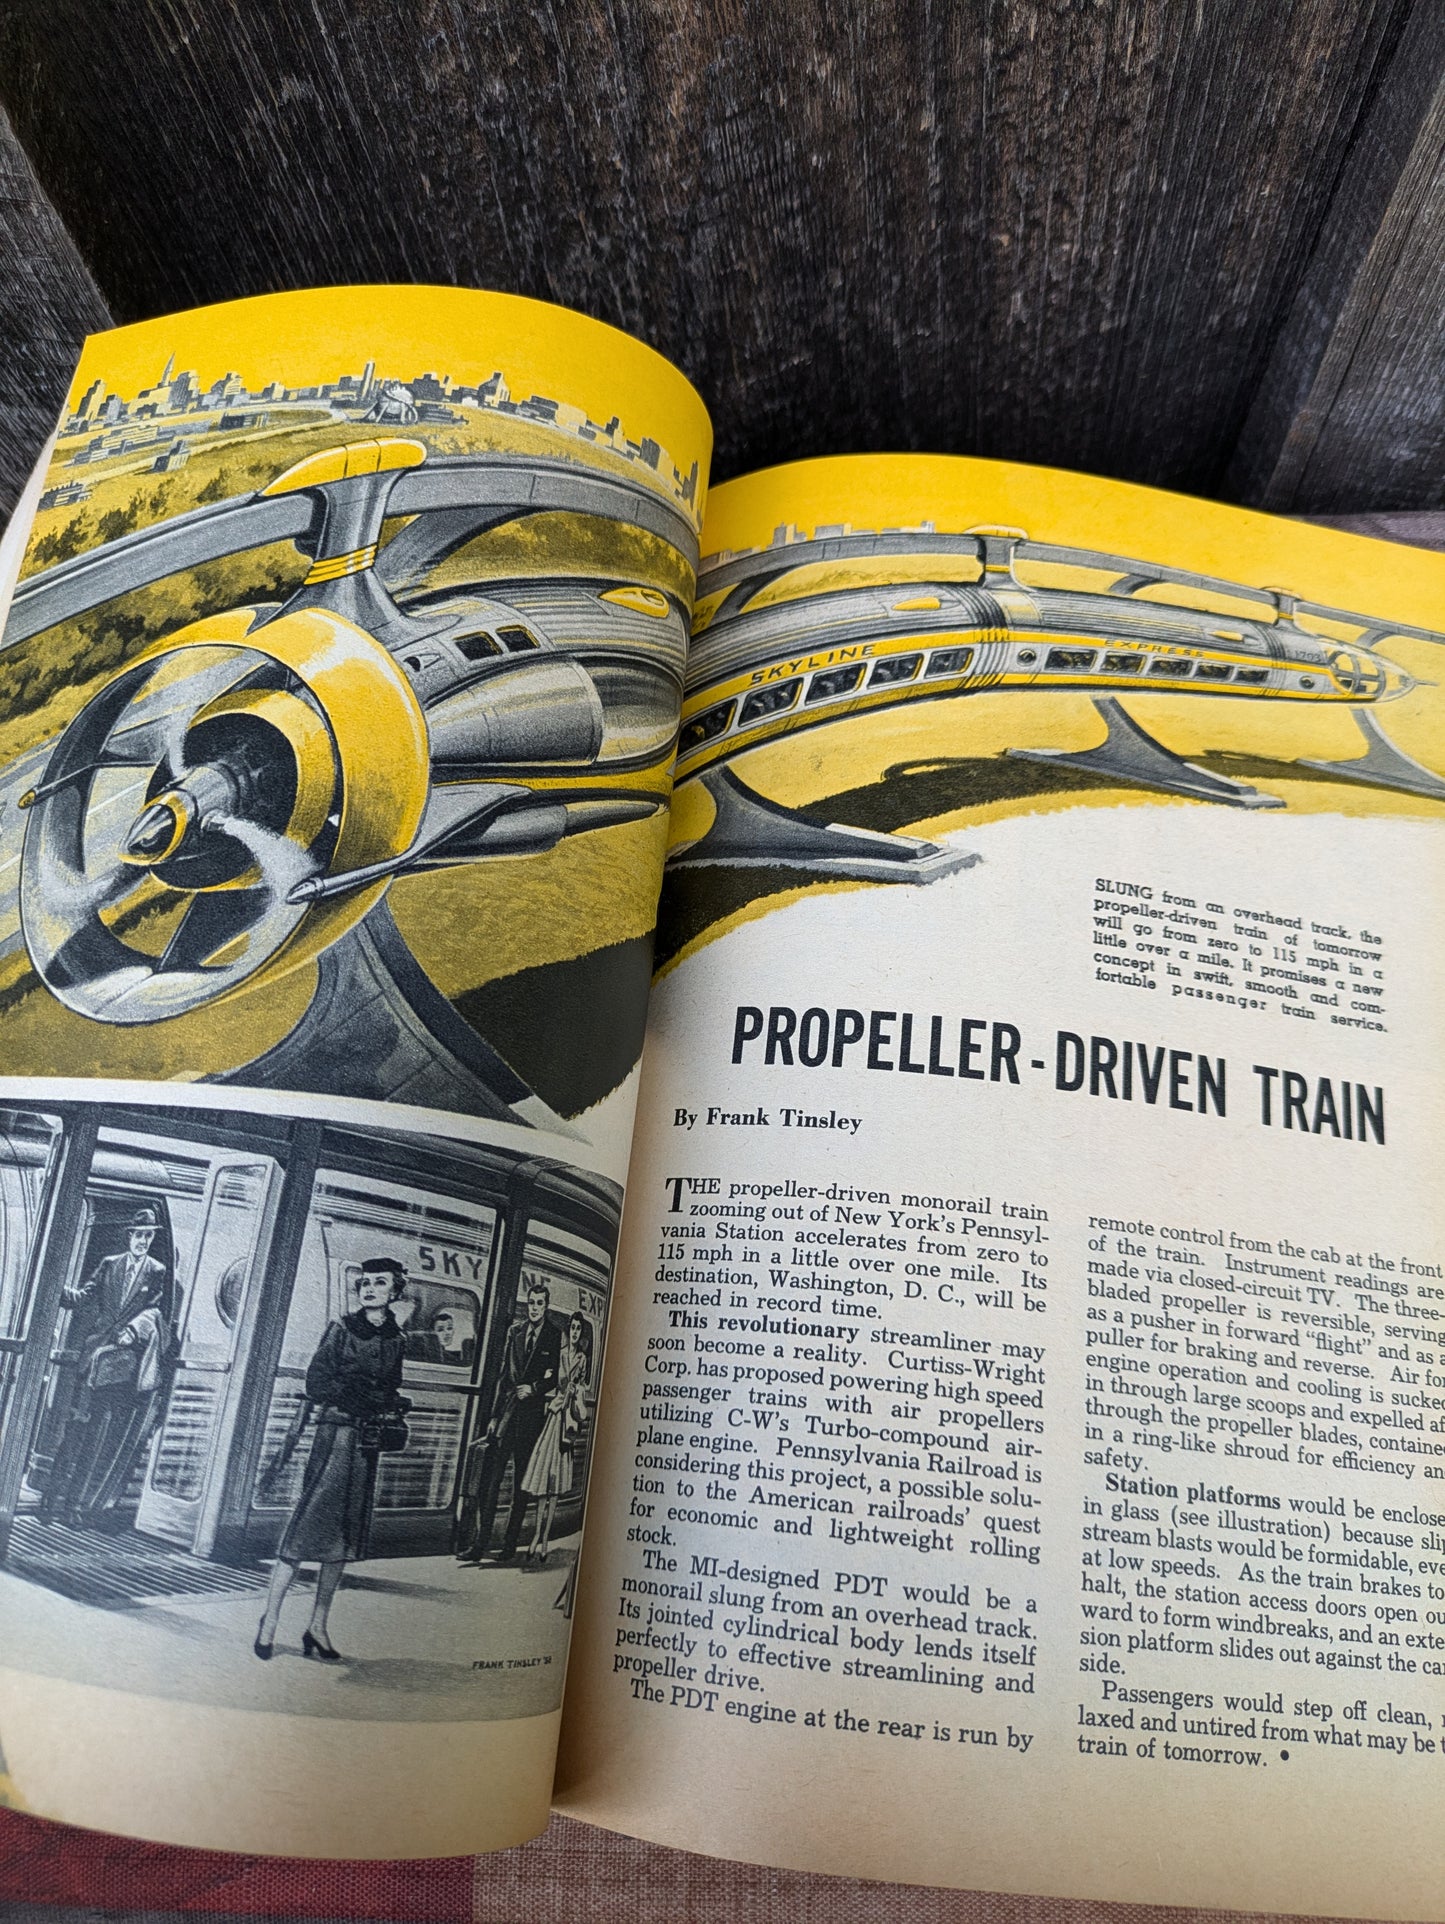 SKYLINE
EXPRESS
SKY
NE
EXP
FRANK TINSLEY
SLUNG from an overhead track, the
propeller-driven train of tomorrow
will go from zero to 115 mph in a
little over a mile. It promises a new
concept in swift, smooth and com-
fortable passenger train service.
PROPELLER-DRIVEN TRAIN
By Frank Tinsley
THE propeller-driven monorail train
zooming out of New York's Pennsyl-
vania Station accelerates from zero to
115 mph in a little over one mile. Its
destination, Washington, D. C., will be
reached in record time.
This revolutionary streamliner may
soon become a reality. Curtiss-Wright
Corp. has proposed powering high speed
passenger trains with air propellers
utilizing C-W's Turbo-compound air-
plane engine. Pennsylvania Railroad is
considering this project, a possible solu-
tion to the American railroads' quest
for economic and lightweight rolling
stock.
The MI-designed PDT would be a
monorail slung from an overhead track.
Its jointed cylindrical body lends itself
perfectly to effective streamlining and
propeller drive.
The PDT engine at the rear is run by
remote control from the cab at the front
of the train. Instrument readings are
made via closed-circuit TV. The three-
bladed propeller is reversible, serving
as a pusher in forward "flight" and as a
puller for braking and reverse. Air for
engine operation and cooling is sucked
in through large scoops and expelled af
through the propeller blades, contained
in a ring-like shroud for efficiency an
safety.
Station platforms would be enclose
in glass (see illustration) because slip
stream blasts would be formidable, eve
at low speeds. As the train brakes to
halt, the station access doors open ou
ward to form windbreaks, and an exte
sion platform slides out against the ca
side.
Passengers would step off clean,
laxed and untired from what may be t
train of tomorrow. •